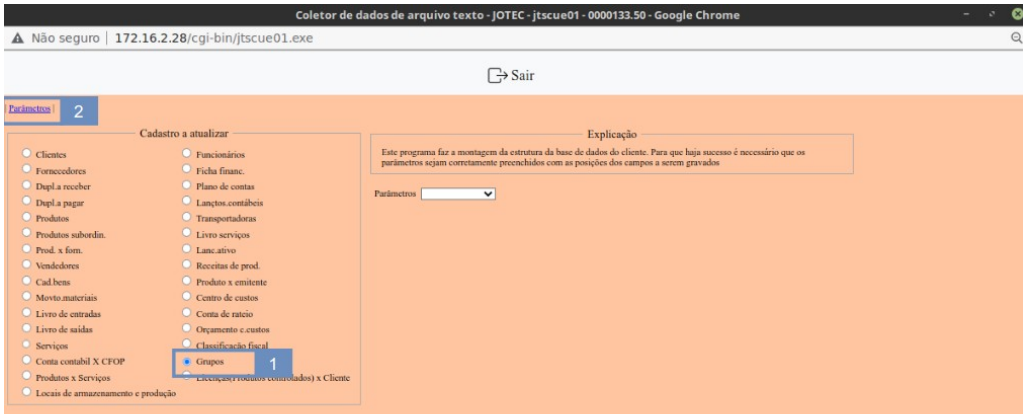 Coletor de dados de arquivo texto - JOTEC - jtscue01 - 0000133.50 - Google Chrome
Não seguro | 172.16.2.28/cgi-bin/jtscue01.exe
Sair
| Parâmetros |
2
Cadastro a atualizar
Clientes
Fornecedores
Dupl.a receber
Dupl.a pagar
Produtos
Produtos subordin.
Prod. x forn.
Vendedores
Cad.bens
Movto.materiais
Livro de entradas
Livro de saídas
Serviços
Conta contabil X CFOP
Produtos x Serviços
Locais de armazenamento e produção
Funcionários
Ficha financ.
Plano de contas
Lançtos.contábeis
Transportadoras
Livro serviços
Lanc.ativo
Receitas de prod.
Produto x emitente
Centro de custos
Conta de rateio
Orçamento c.custos
Classificação fiscal
Grupos
1
Licenças(Produtos controlados) x Cliente
Explicação
Este programa faz a montagem da estrutura da base de dados do cliente. Para que haja sucesso é necessário que os
parâmetros sejam corretamente preenchidos com as posições dos campos a serem gravados
Parâmetros